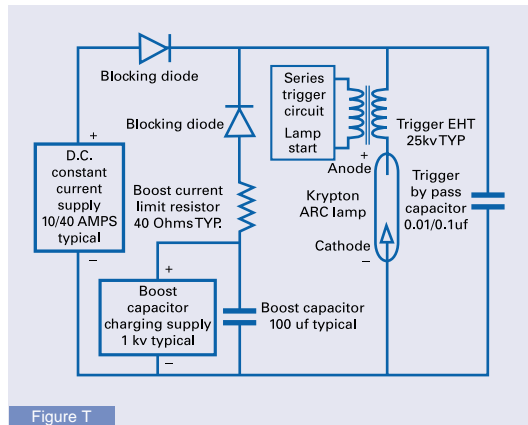 Blocking diode
Blocking diode
Series
trigger
circuit
Lamp
start
Trigger EHT
25kv TYP
+
D.C.
constant
current
supply
10/40 AMPS
typical
–
Boost current
limit resistor
40 Ohms TYP.
+
Anode
Krypton
ARC lamp
Cathode
–
Trigger
by pass
capacitor
0.01/0.1uf
+
Boost
capacitor
charging supply
1 kv typical
–
Boost capacitor
100 uf typical
Figure T